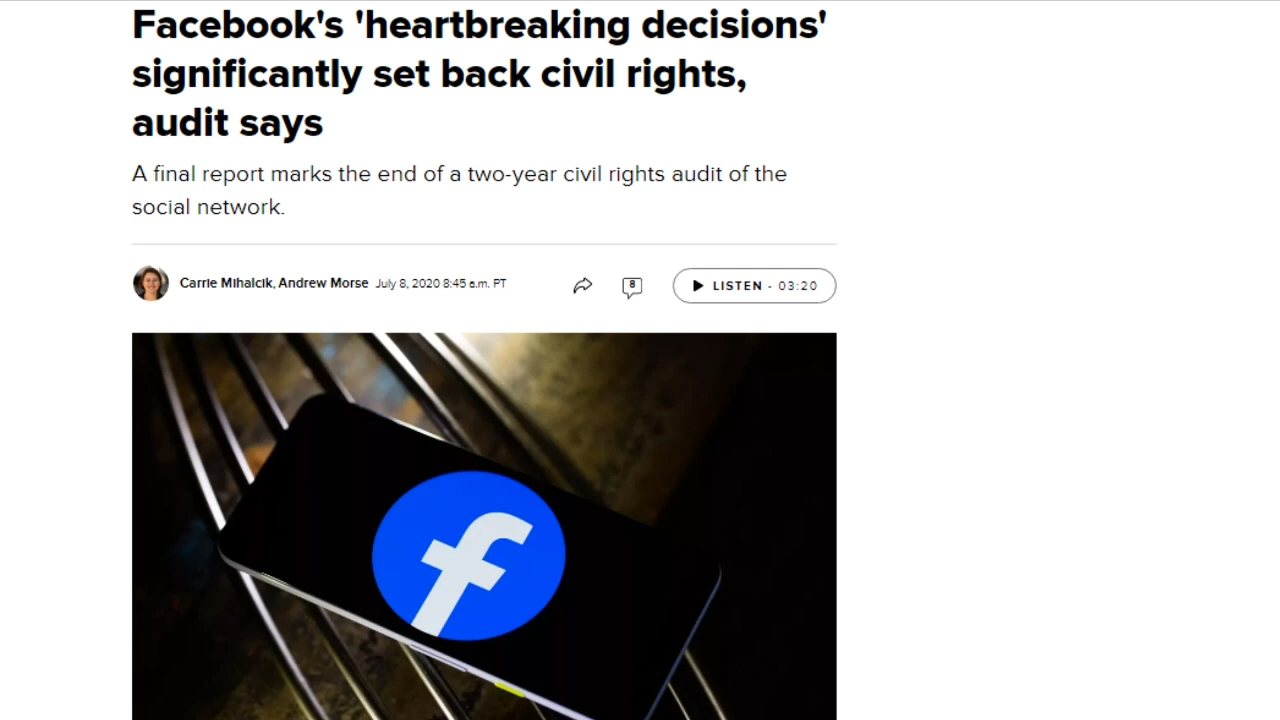 Facebook's 'heartbreaking decisions'
significantly set back civil rights,
audit says
A final report marks the end of a two-year civil rights audit of the
social network.
Carrie Mihalcik, Andrew Morse July 8, 2020 8:45 a.m. PT
8
LISTEN - 03:20
f